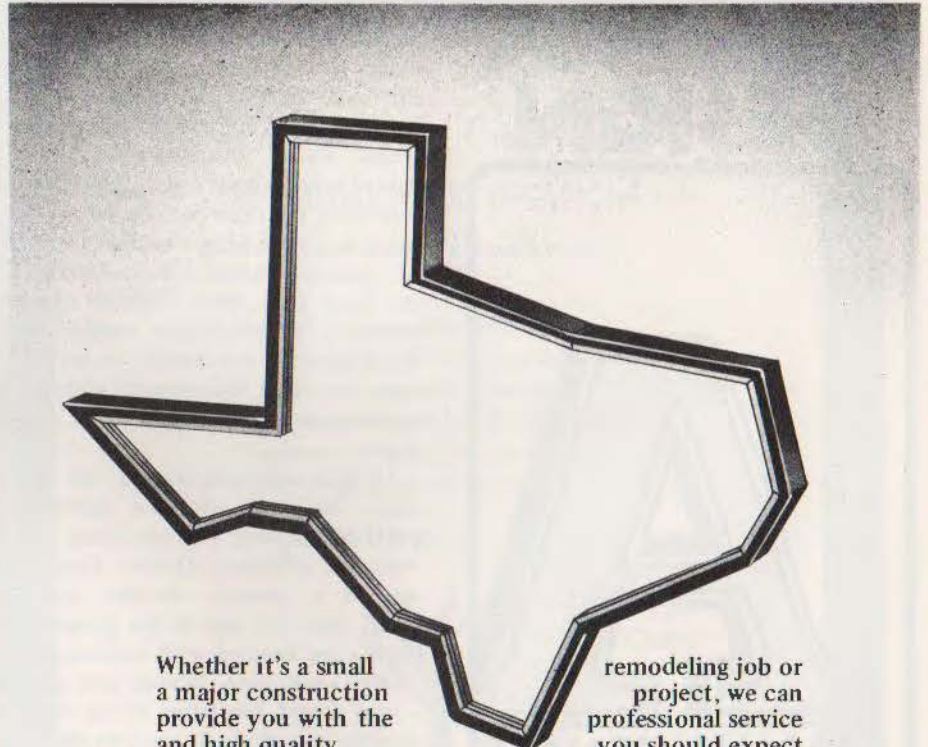 Whether it's a small remodeling job or
a major construction project, we can
provide you with the professional service
and high quality you should expect